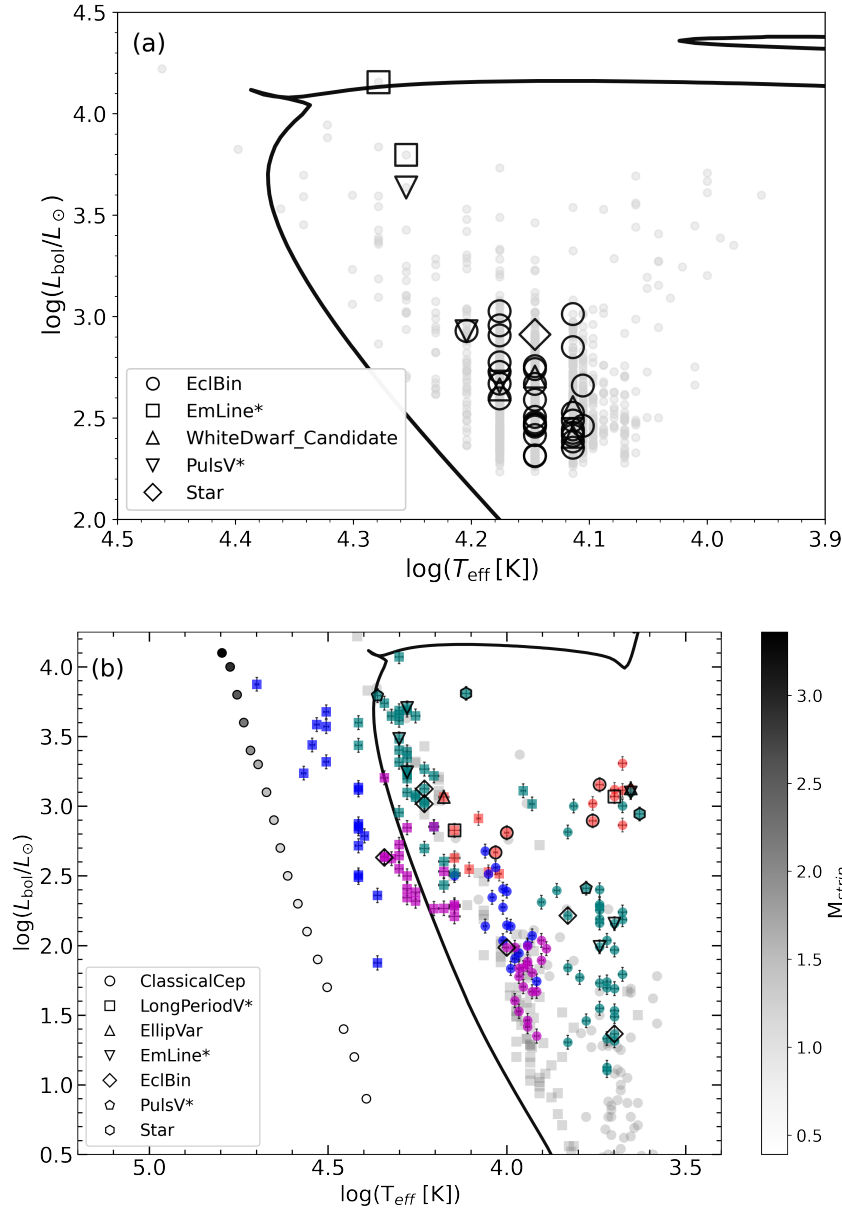 (a)
4.5
4.0
3.5
3.0
2.5
2.0
log(L_bol/L_⊙)
EclBin
EmLine*
WhiteDwarf_Candidate
PulsV*
Star
4.5 4.4 4.3 4.2 4.1 4.0 3.9
log(T_eff [K])
(b)
4.0
3.5
3.0
2.5
2.0
1.5
1.0
0.5
log(L_bol/L_⊙)
ClassicalCep
LongPeriodV*
EllipVar
EmLine*
EclBin
PulsV*
Star
5.0 4.5 4.0 3.5
log(T_eff [K])
3.0
2.5
2.0
1.5
1.0
0.5
M_strip